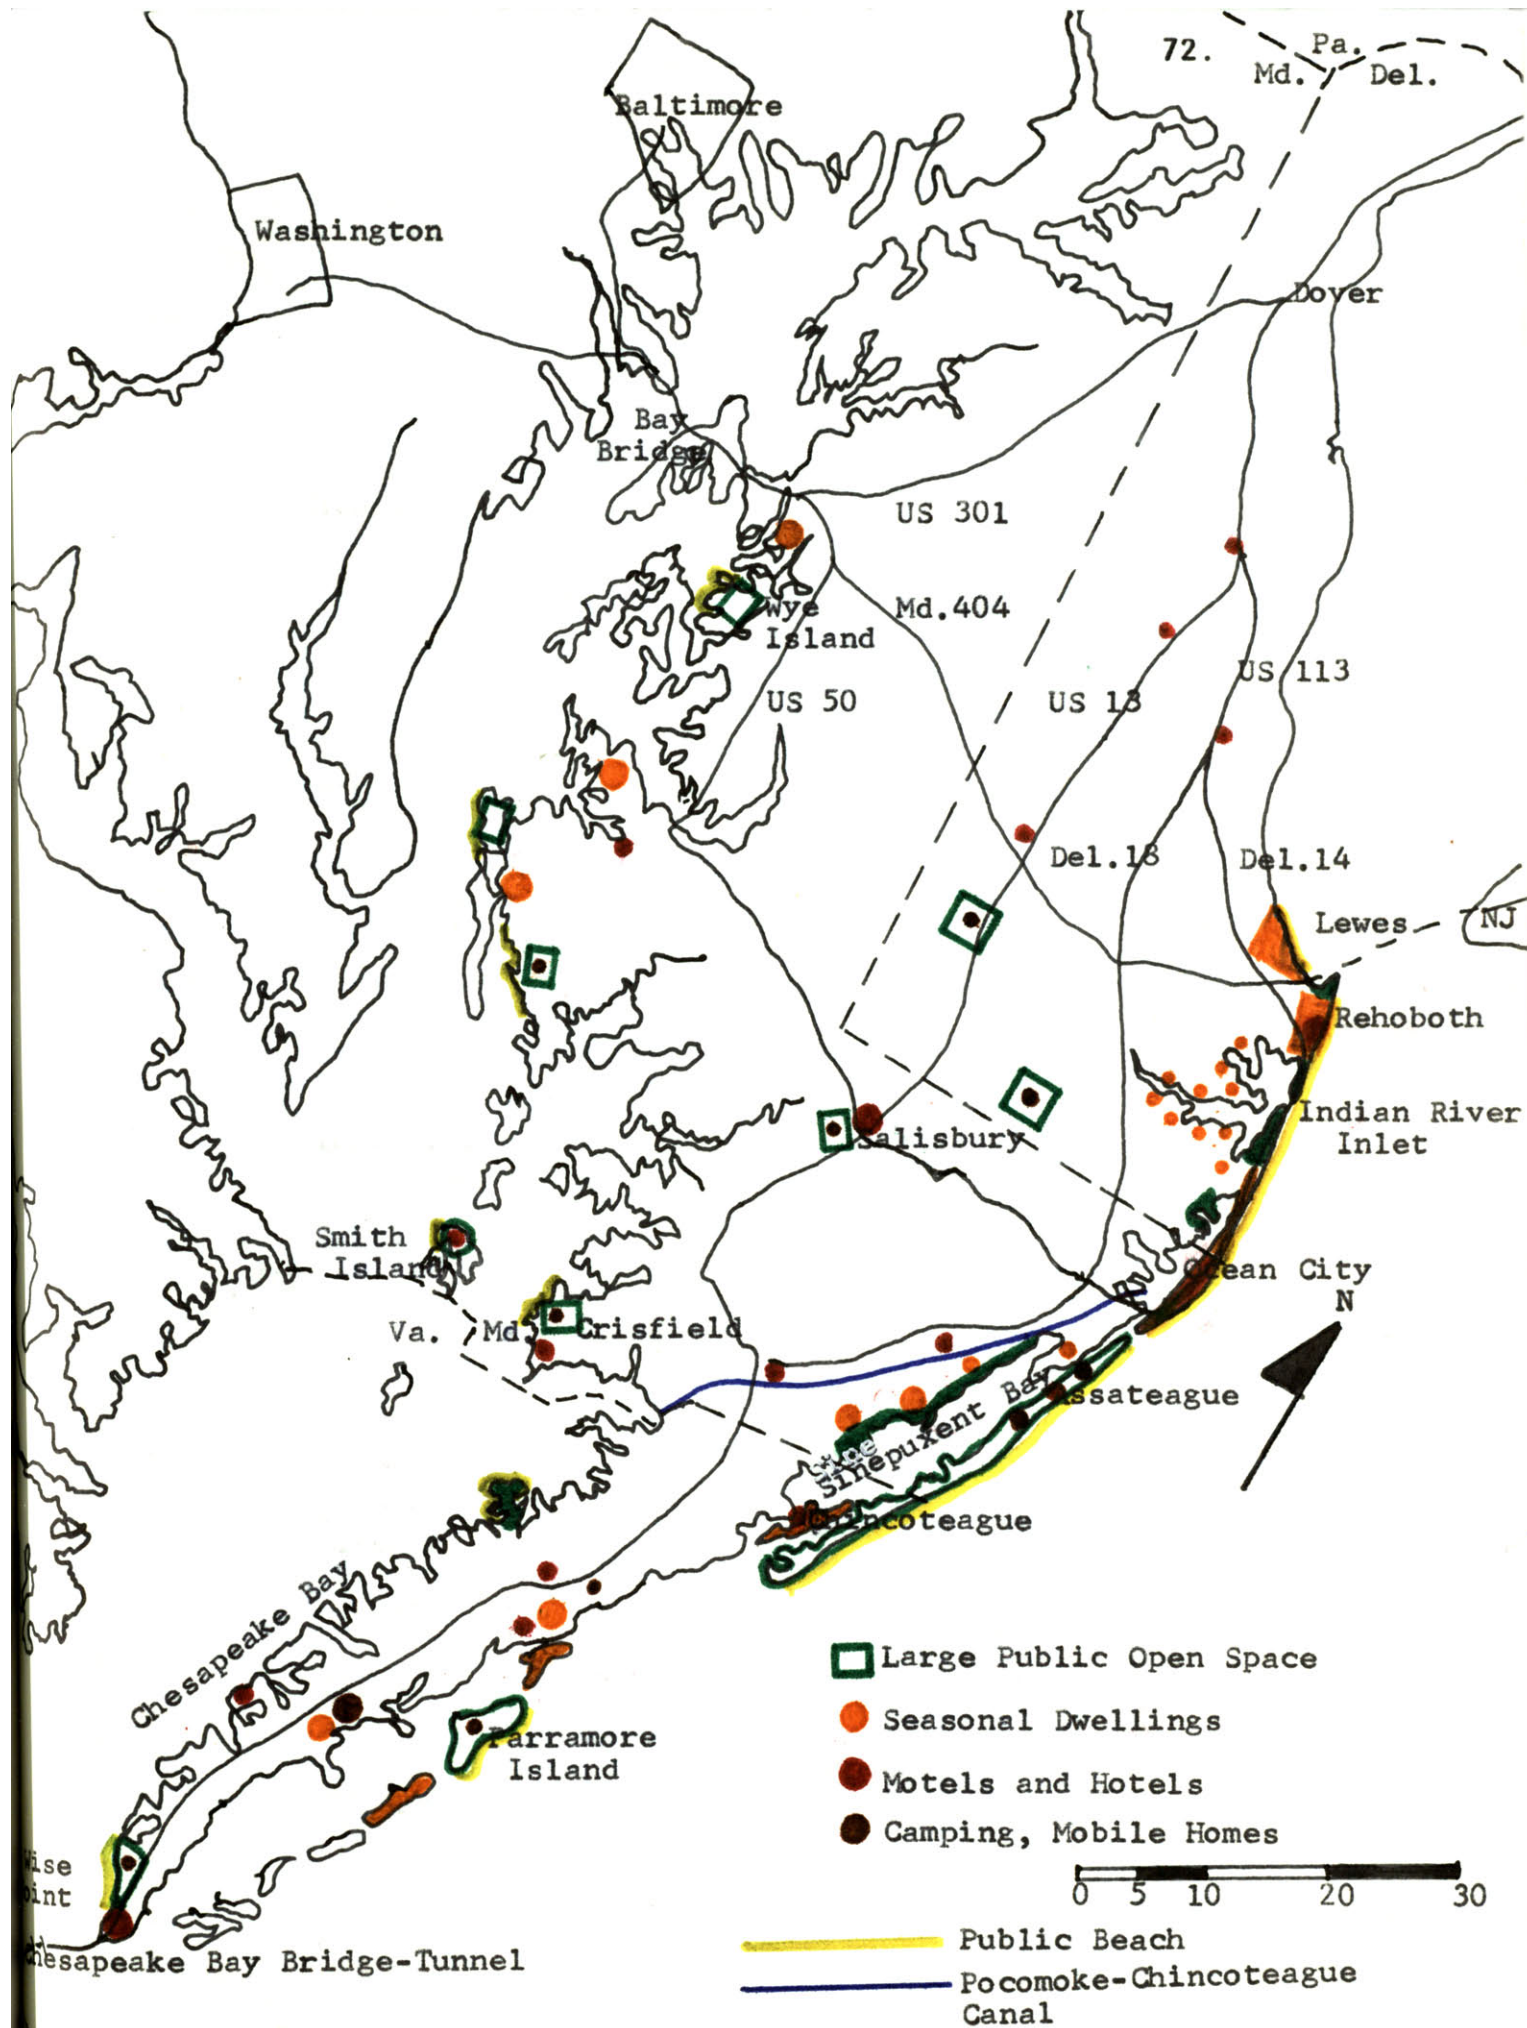 72.
Pa.
Md.
Del.
Baltimore
Washington
Dover
Bay
Bridge
US 301
Wye
Island
Md.404
US 50
US 13
US 113
Del.18
Del.14
Lewes
NJ
Rehoboth
Indian River
Inlet
Salisbury
Smith
Island
Va.
Md
Crisfield
Ocean City
N
Assateague
Sinepuxent Bay
Chincoteague
Chesapeake Bay
Parramore
Island
Large Public Open Space
Seasonal Dwellings
Motels and Hotels
Camping, Mobile Homes
0 5 10 20 30
Wise
oint
Chesapeake Bay Bridge-Tunnel
Public Beach
Pocomoke-Chincoteague
Canal